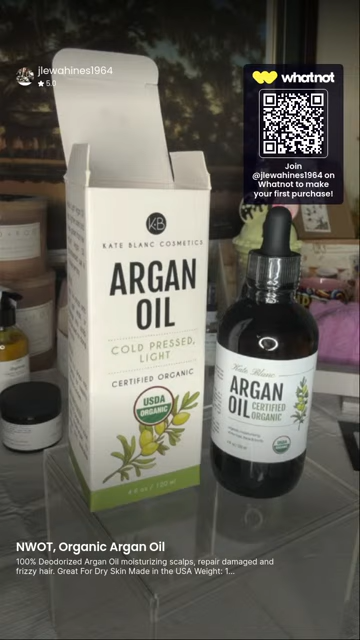 jlewahines1964
★ 5.0
whatnot
Join
@jlewahines1964 on
Whatnot to make
your first purchase!
KB
KATE BLANC COSMETICS
ARGAN
OIL
COLD PRESSED,
LIGHT
CERTIFIED ORGANIC
USDA
ORGANIC
4 fl oz / 120 ml
Kate Blanc
ARGAN
OIL CERTIFIED
ORGANIC
USDA
ORGANIC
NWOT, Organic Argan Oil
100% Deodorized Argan Oil moisturizing scalps, repair damaged and
frizzy hair. Great For Dry Skin Made in the USA Weight: 1...